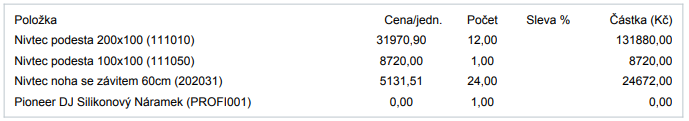 Položka Cena/jedn. Počet Sleva % Částka (Kč)
Nivtec podesta 200x100 (111010) 31970,90 12,00 131880,00
Nivtec podesta 100x100 (111050) 8720,00 1,00 8720,00
Nivtec noha se závitem 60cm (202031) 5131,51 24,00 24672,00
Pioneer DJ Silikonový Náramek (PROFI001) 0,00 1,00 0,00